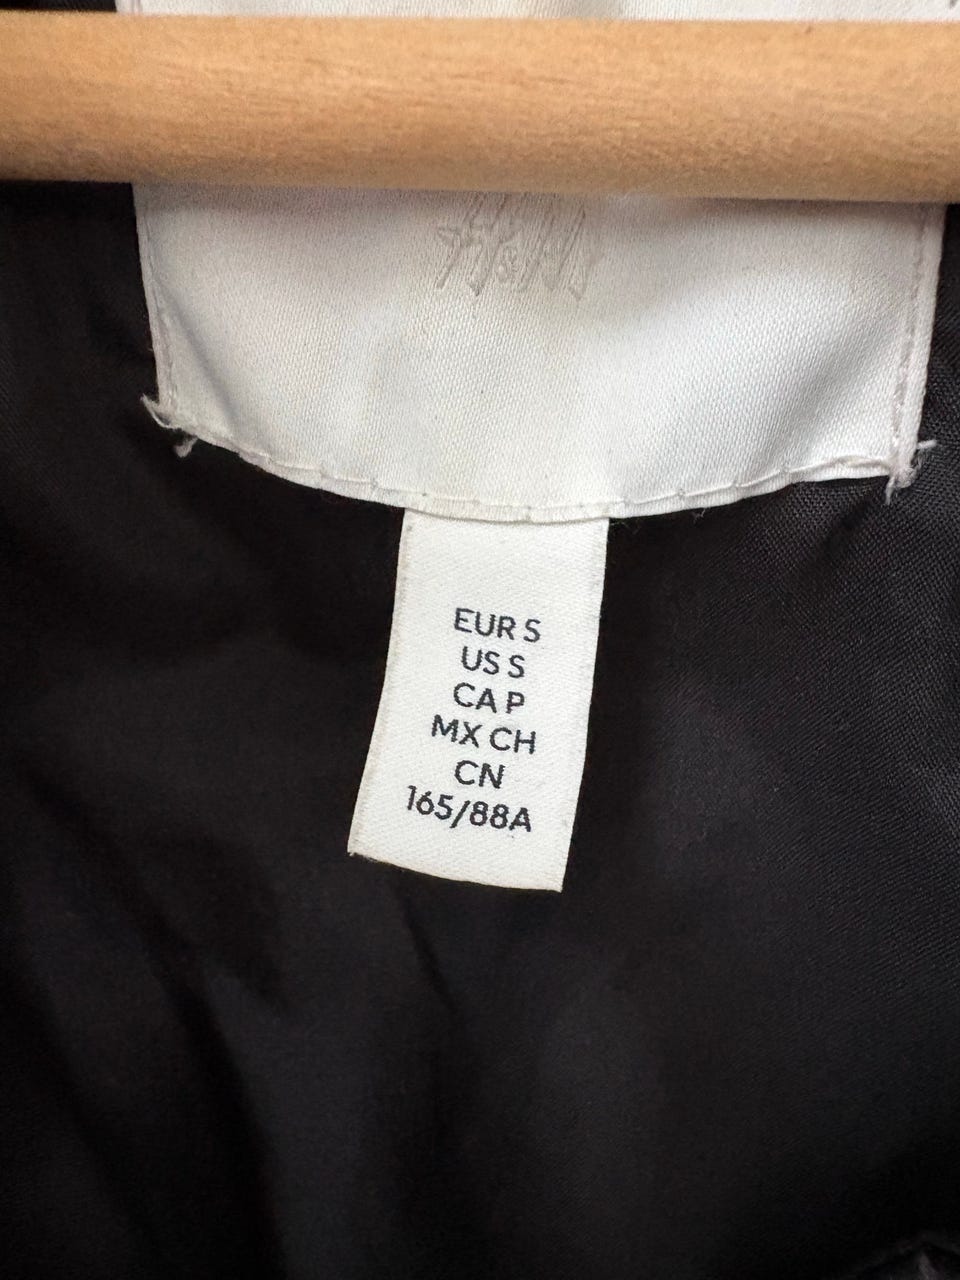 H&M
EUR S
US S
CA P
MX CH
CN
165/88A